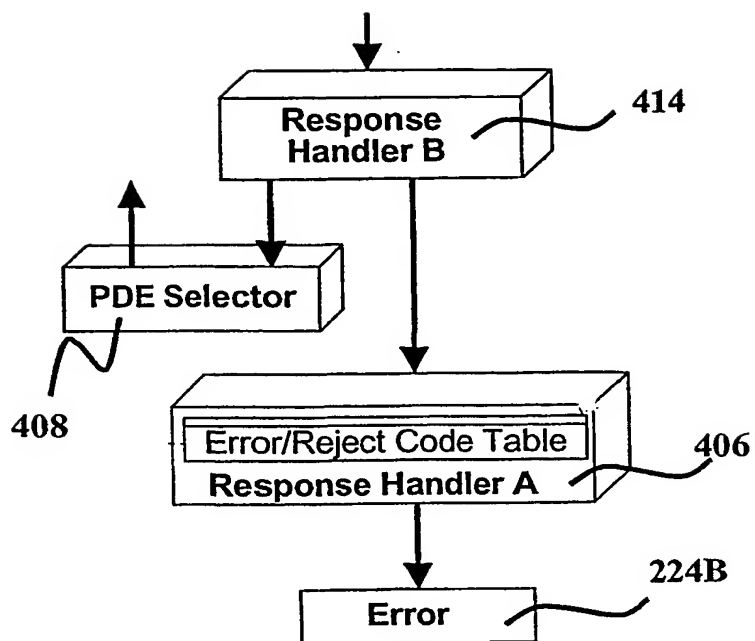 Response
Handler B
414
PDE Selector
408
Error/Reject Code Table
Response Handler A
406
Error
224B